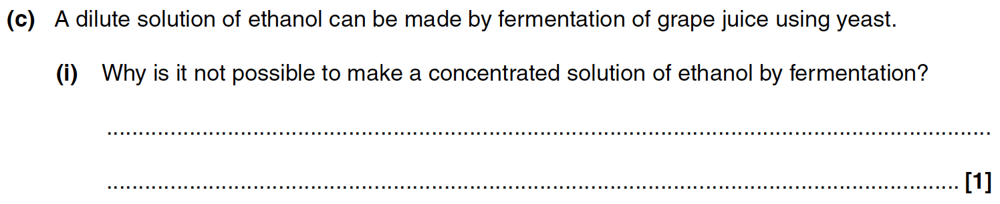 (c) A dilute solution of ethanol can be made by fermentation of grape juice using yeast.
(i) Why is it not possible to make a concentrated solution of ethanol by fermentation?
..........................................................................................................................................
..................................................................................................................................... [1]